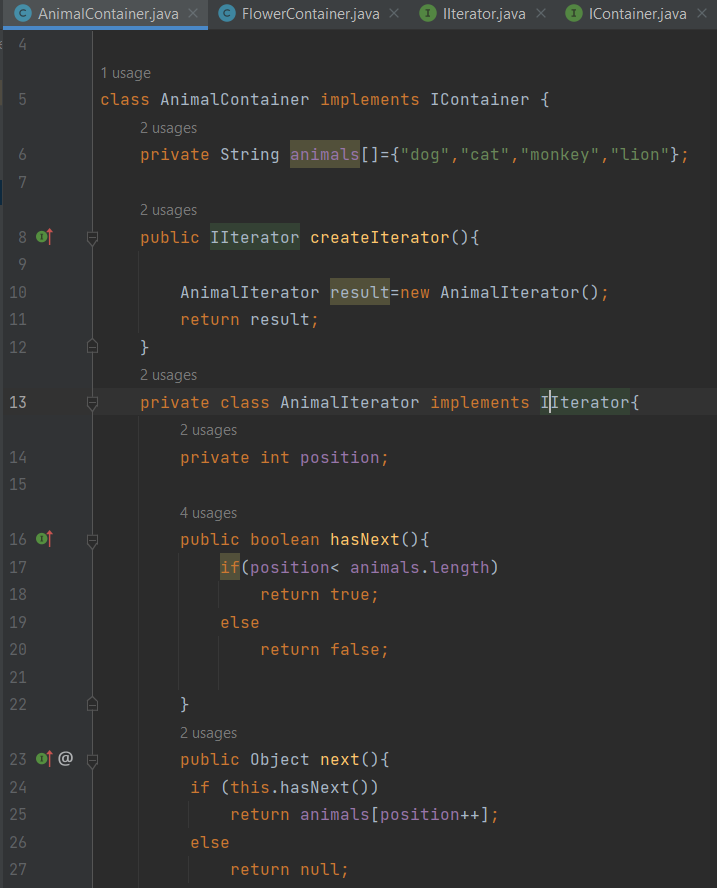 AnimalContainer.java FlowerContainer.java IIterator.java IContainer.java
4
1 usage
5 class AnimalContainer implements IContainer {
2 usages
6 private String animals[]={"dog","cat","monkey","lion"};
7
2 usages
8 public IIterator createIterator(){
9
10 AnimalIterator result=new AnimalIterator();
11 return result;
12 }
2 usages
13 private class AnimalIterator implements IIterator{
2 usages
14 private int position;
15
4 usages
16 public boolean hasNext(){
17 if(position< animals.length)
18 return true;
19 else
20 return false;
21
22 }
2 usages
23 @ public Object next(){
24 if (this.hasNext())
25 return animals[position++];
26 else
27 return null;